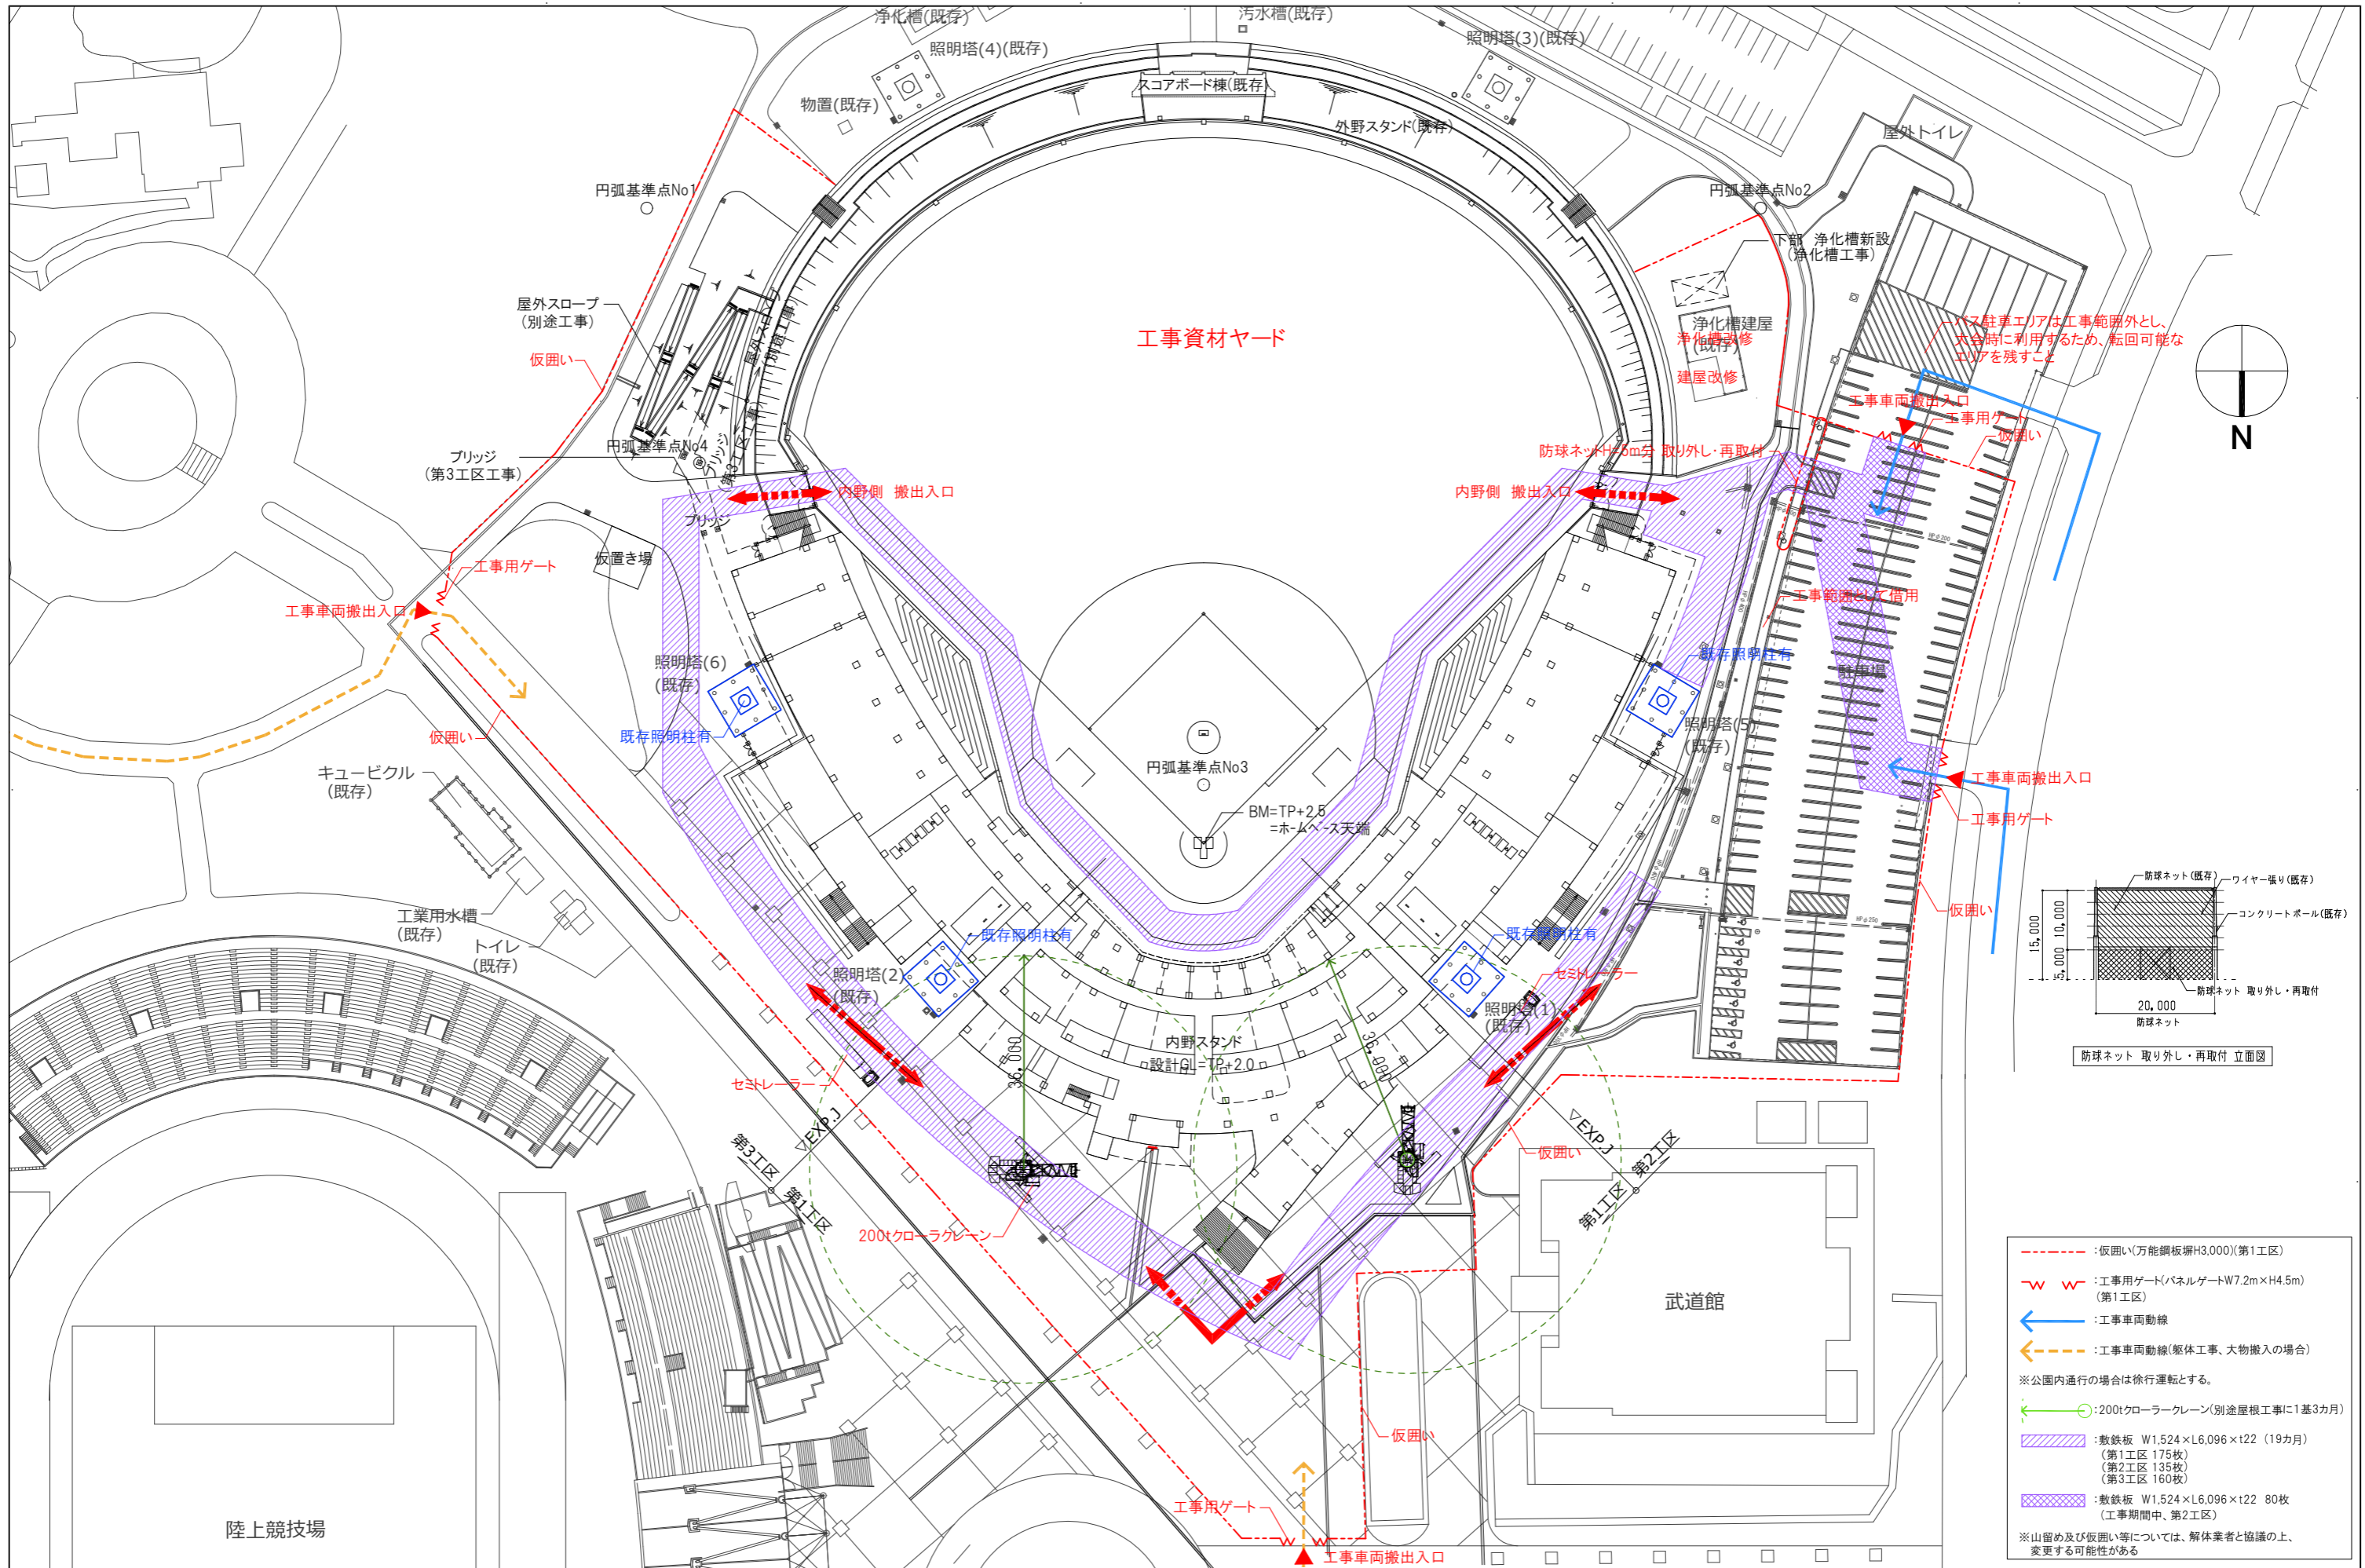 浄化槽(既存)
汚水槽(既存)
照明塔(4)(既存)
照明塔(3)(既存)
スコアボード棟(既存)
物置(既存)
外野スタンド(既存)
屋外トイレ
円弧基準点No1
円弧基準点No2
下部 浄化槽新設
(浄化槽工事)
屋外スロープ
(別途工事)
屋外スロープ
(別途工事)
工事資材ヤード
浄化槽建屋
(既存)
浄化槽改修
建屋改修
バス駐車エリアは工事範囲外とし、
大会時に利用するため、転回可能な
エリアを残すこと
仮囲い
N
工事車両搬出入口
工事用ゲート
仮囲い
円弧基準点No4
ブリッジ
(第3工区工事)
ブリッジ
(第3工区工事)
防球ネットH=5m分 取り外し・再取付
内野側 搬出入口
内野側 搬出入口
ブリッジ
仮置き場
HPφ200
工事用ゲート
工事車両搬出入口
工事範囲として借用
照明塔(6)
(既存)
既存照明柱有
駐車場
既存照明柱有
照明塔(5)
(既存)
仮囲い
円弧基準点No3
キュービクル
(既存)
工事車両搬出入口
工事用ゲート
BM=TP+2.5
=ホームベース天端
防球ネット(既存)
ワイヤー張り(既存)
コンクリートポール(既存)
15,000
10,000
5,000
防球ネット 取り外し・再取付
20,000
防球ネット
防球ネット 取り外し・再取付 立面図
仮囲い
HPφ250
工業用水槽
(既存)
トイレ
(既存)
既存照明柱有
既存照明柱有
照明塔(2)
(既存)
セミトレーラー
照明塔(1)
(既存)
内野スタンド
設計GL=TP+2.0
36,000
36,000
セミトレーラー
▽EXP.J
第3工区
第1工区
▽EXP.J
第2工区
第1工区
仮囲い
200tクローラクレーン
武道館
仮囲い
工事用ゲート
工事車両搬出入口
陸上競技場
:仮囲い(万能鋼板塀H3,000)(第1工区)
:工事用ゲート(パネルゲートW7.2m×H4.5m)
(第1工区)
:工事車両動線
:工事車両動線(躯体工事、大物搬入の場合)
※公園内通行の場合は徐行運転とする。
:200tクローラークレーン(別途屋根工事に1基3カ月)
:敷鉄板 W1,524×L6,096×t22 (19カ月)
(第1工区 175枚)
(第2工区 135枚)
(第3工区 160枚)
:敷鉄板 W1,524×L6,096×t22 80枚
(工事期間中、第2工区)
※山留め及び仮囲い等については、解体業者と協議の上、
変更する可能性がある